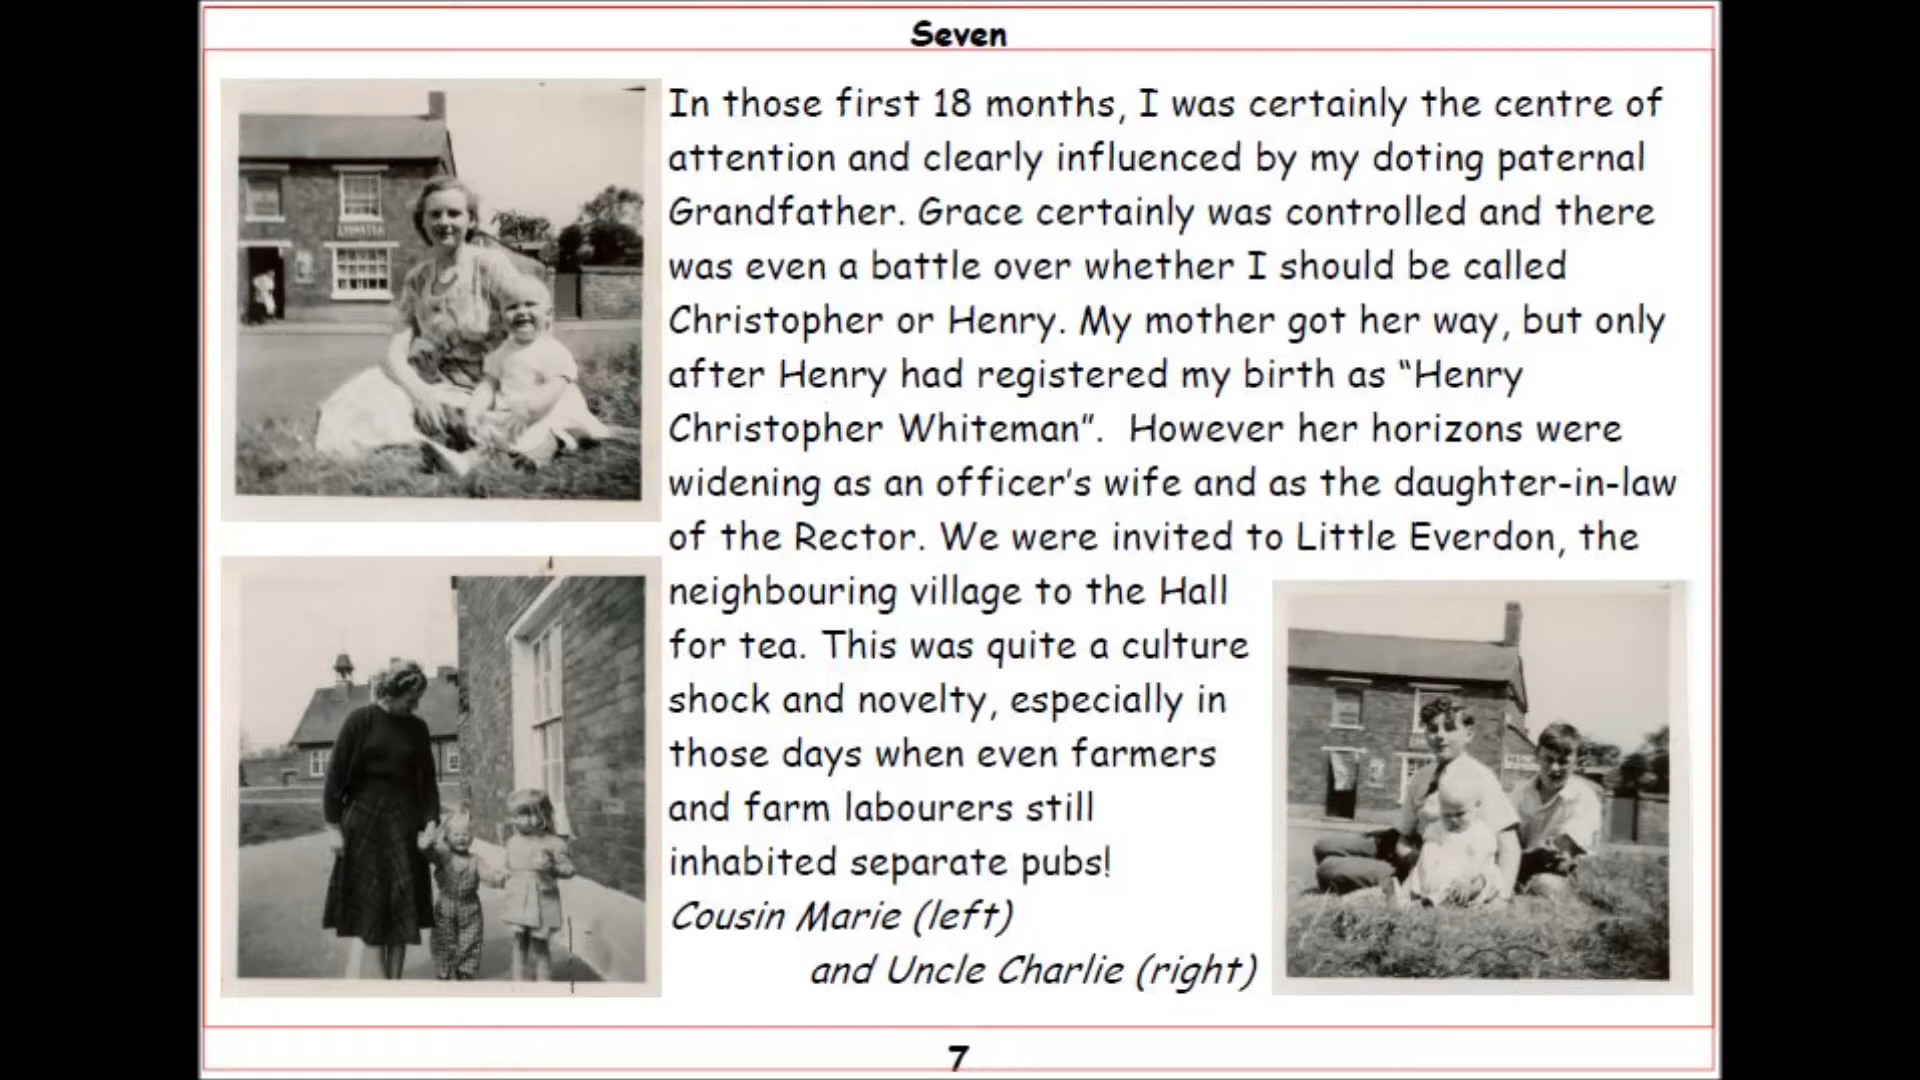 Seven
In those first 18 months, I was certainly the centre of
attention and clearly influenced by my doting paternal
Grandfather. Grace certainly was controlled and there
was even a battle over whether I should be called
Christopher or Henry. My mother got her way, but only
after Henry had registered my birth as “Henry
Christopher Whiteman”.  However her horizons were
widening as an officer’s wife and as the daughter-in-law
of the Rector. We were invited to Little Everdon, the
neighbouring village to the Hall
for tea. This was quite a culture
shock and novelty, especially in
those days when even farmers
and farm labourers still
inhabited separate pubs!
Cousin Marie (left)
and Uncle Charlie (right)
7